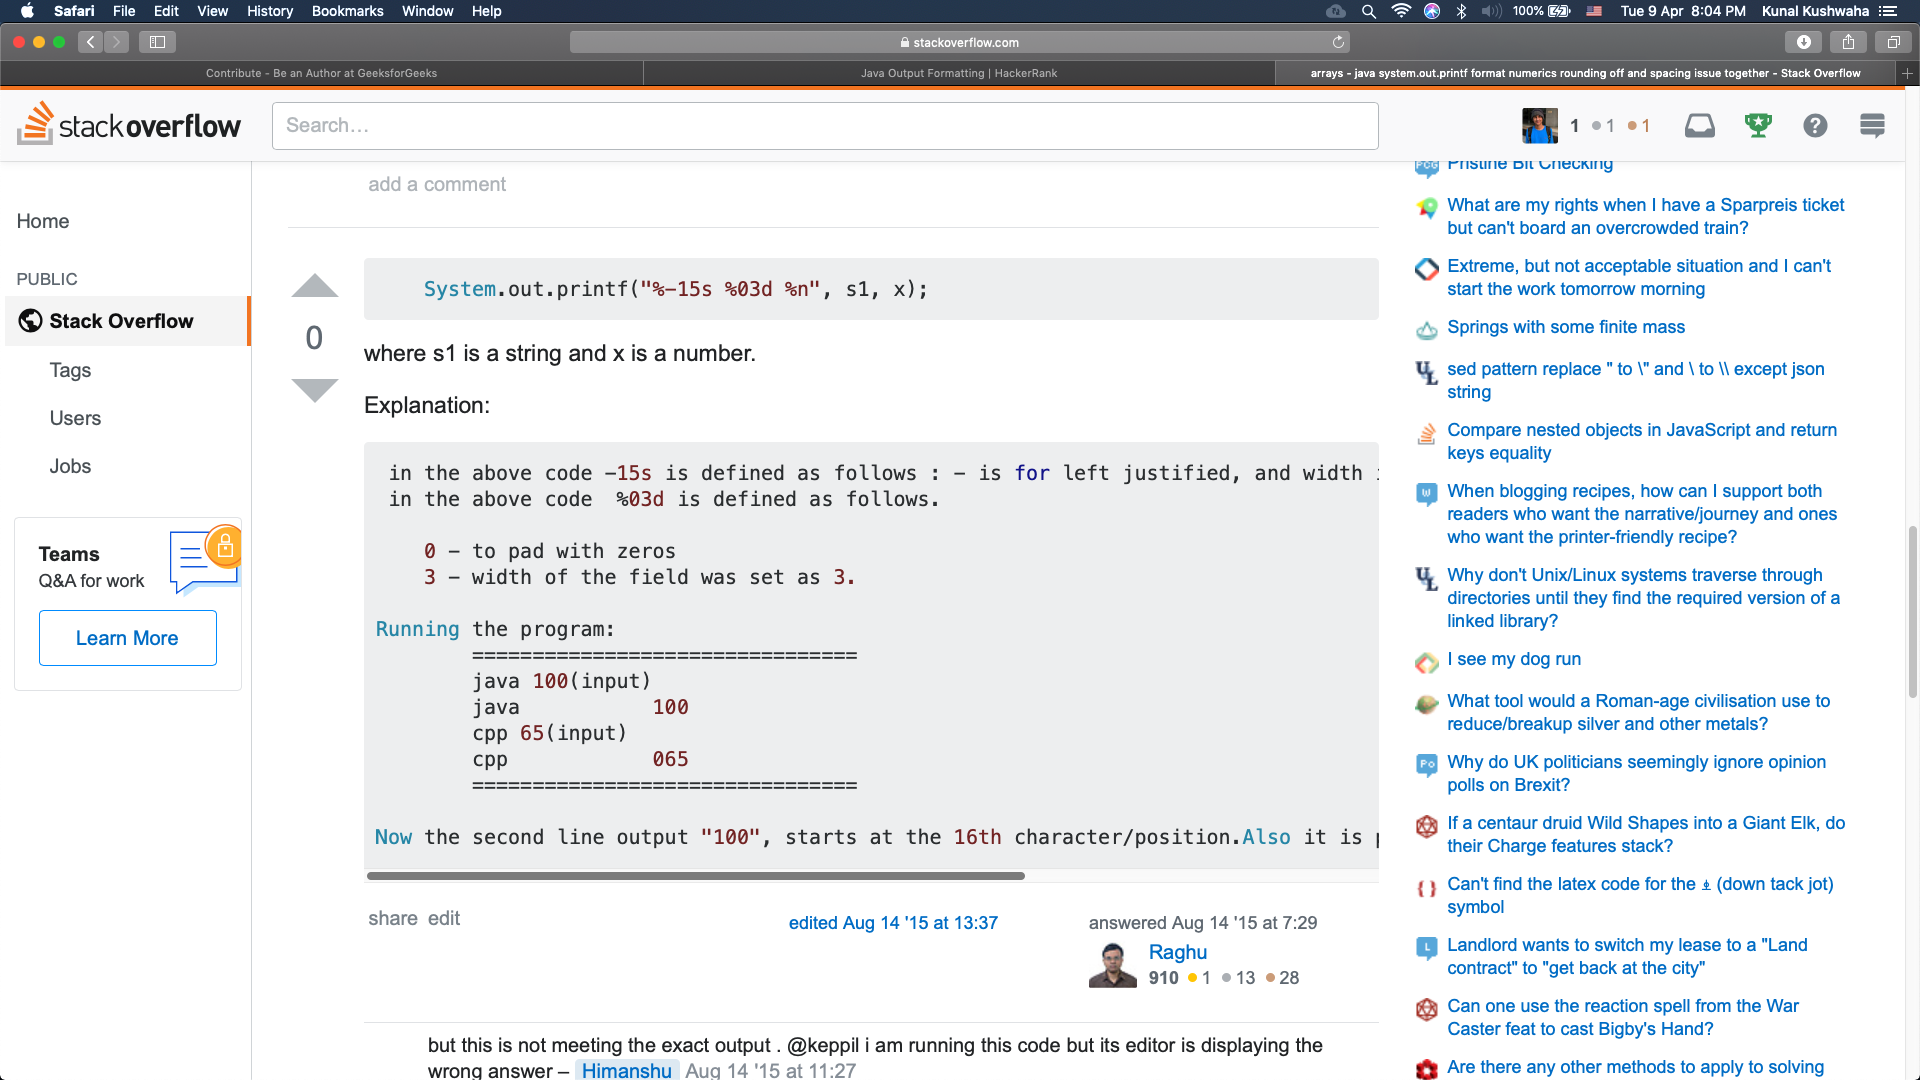 Safari File Edit View History Bookmarks Window Help 100% Tue 9 Apr 8:04 PM Kunal Kushwaha
stackoverflow.com
Contribute - Be an Author at GeeksforGeeks
Java Output Formatting | HackerRank
arrays - java system.out.printf format numerics rounding off and spacing issue together - Stack Overflow
stackoverflow
Search…
1 1 1
Home
PUBLIC
Stack Overflow
Tags
Users
Jobs
Teams
Q&A for work
Learn More
add a comment
0
System.out.printf("%-15s %03d %n", s1, x);
where s1 is a string and x is a number.
Explanation:
in the above code -15s is defined as follows : - is for left justified, and width
in the above code  %03d is defined as follows.
0 - to pad with zeros
3 - width of the field was set as 3.
Running the program:
================================
java 100(input)
java           100
cpp 65(input)
cpp            065
================================
Now the second line output "100", starts at the 16th character/position.Also it is
share edit
edited Aug 14 '15 at 13:37
answered Aug 14 '15 at 7:29
Raghu
910 1 13 28
but this is not meeting the exact output . @keppil i am running this code but its editor is displaying the
wrong answer – Himanshu Aug 14 '15 at 11:27
Pristine Bit Checking
What are my rights when I have a Sparpreis ticket
but can't board an overcrowded train?
Extreme, but not acceptable situation and I can't
start the work tomorrow morning
Springs with some finite mass
sed pattern replace " to \" and \ to \\ except json
string
Compare nested objects in JavaScript and return
keys equality
When blogging recipes, how can I support both
readers who want the narrative/journey and ones
who want the printer-friendly recipe?
Why don't Unix/Linux systems traverse through
directories until they find the required version of a
linked library?
I see my dog run
What tool would a Roman-age civilisation use to
reduce/breakup silver and other metals?
Why do UK politicians seemingly ignore opinion
polls on Brexit?
If a centaur druid Wild Shapes into a Giant Elk, do
their Charge features stack?
Can't find the latex code for the ⍎ (down tack jot)
symbol
Landlord wants to switch my lease to a "Land
contract" to "get back at the city"
Can one use the reaction spell from the War
Caster feat to cast Bigby's Hand?
Are there any other methods to apply to solving